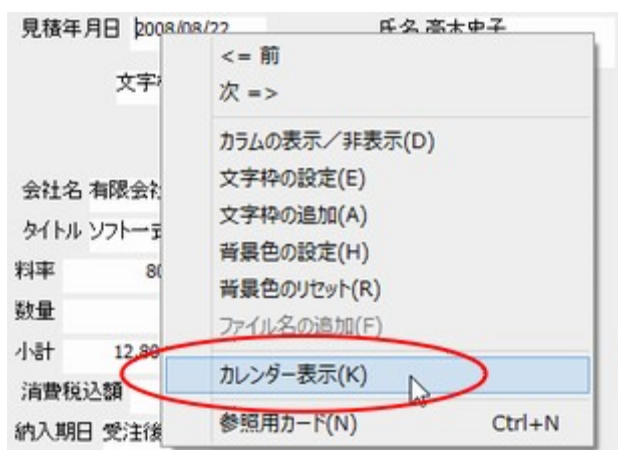 見積年月日 2008/08/22 氏名 高木史子
<= 前
次 =>
文字
カラムの表示／非表示(D)
文字枠の設定(E)
会社名 有限会社
文字枠の追加(A)
タイトル ソフト一式
背景色の設定(H)
料率 80
背景色のリセット(R)
数量
ファイル名の追加(F)
小計 12,80
カレンダー表示(K)
消費税込額
参照用カード(N) Ctrl+N
納入期日 受注後